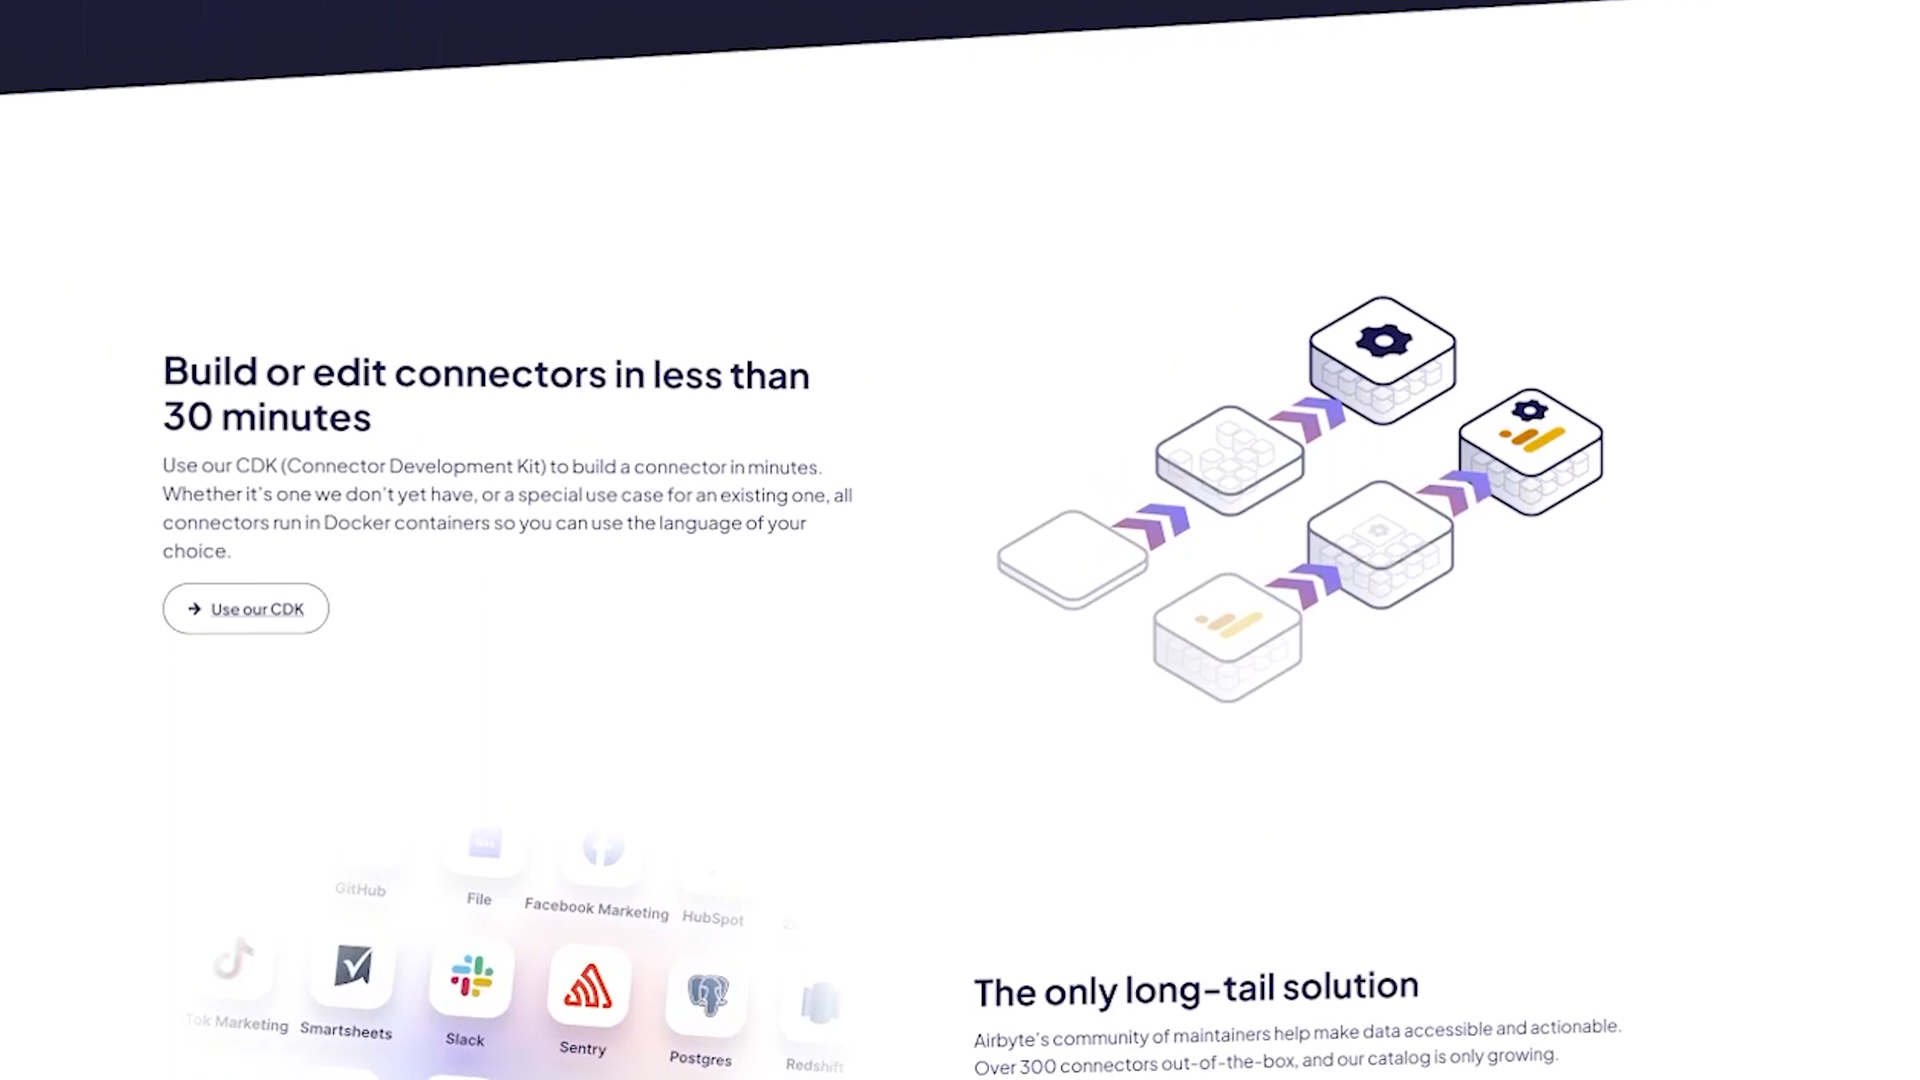 Build or edit connectors in less than
30 minutes
Use our CDK (Connector Development Kit) to build a connector in minutes.
Whether it's one we don't yet have, or a special use case for an existing one, all
connectors run in Docker containers so you can use the language of your
choice.
→ Use our CDK
GitHub
File
Facebook Marketing
HubSpot
Tok Marketing
Smartsheets
Slack
Sentry
Postgres
Redshift
The only long-tail solution
Airbyte's community of maintainers help make data accessible and actionable.
Over 300 connectors out-of-the-box, and our catalog is only growing.